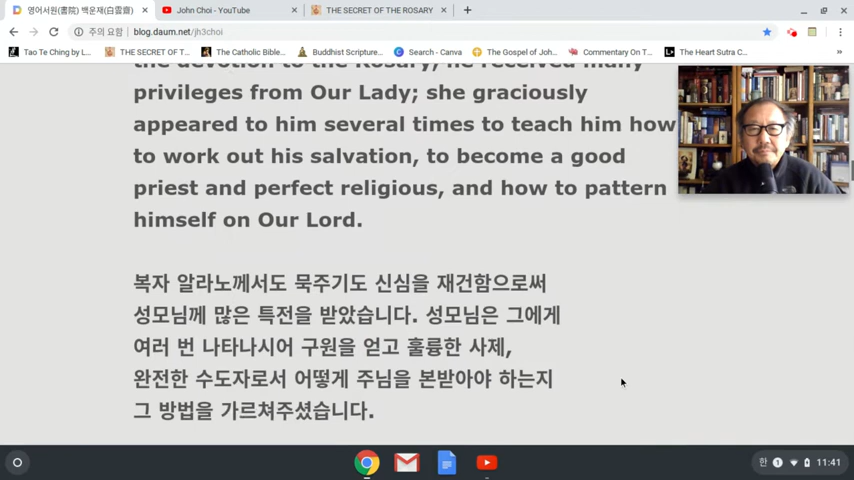 영어서원(書院) 백운재(白雲齋)
John Choi - YouTube
THE SECRET OF THE ROSARY
주의 요함
blog.daum.net/jh3choi
Tao Te Ching by L...
THE SECRET OF T...
The Catholic Bible...
Buddhist Scripture...
Search - Canva
The Gospel of Joh...
Commentary On T...
The Heart Sutra C...
the devotion to the Rosary, he received many
privileges from Our Lady; she graciously
appeared to him several times to teach him how
to work out his salvation, to become a good
priest and perfect religious, and how to pattern
himself on Our Lord.
복자 알라노께서도 묵주기도 신심을 재건함으로써
성모님께 많은 특전을 받았습니다. 성모님은 그에게
여러 번 나타나시어 구원을 얻고 훌륭한 사제,
완전한 수도자로서 어떻게 주님을 본받아야 하는지
그 방법을 가르쳐주셨습니다.
한
1
11:41